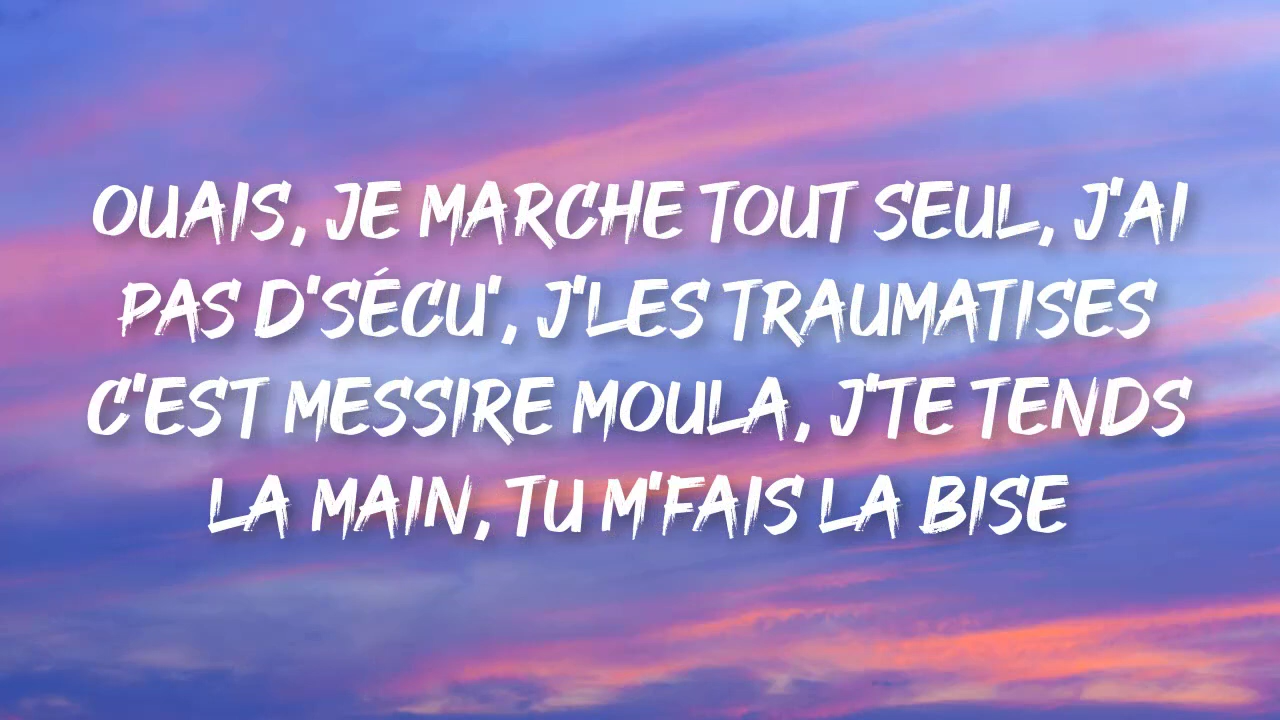 OUAIS, JE MARCHE TOUT SEUL, J'AI
PAS D'SÉCU', J'LES TRAUMATISES
C'EST MESSIRE MOULA, J'TE TENDS
LA MAIN, TU M'FAIS LA BISE